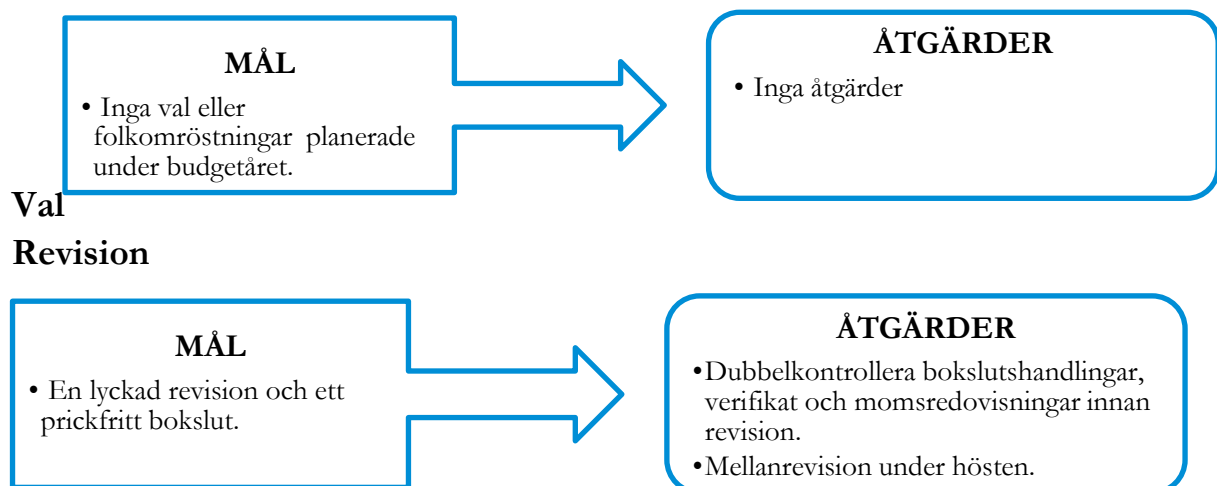 MÅL
• Inga val eller
folkomröstningar planerade
under budgetåret.
ÅTGÄRDER
• Inga åtgärder
Val
Revision
MÅL
• En lyckad revision och ett
prickfritt bokslut.
ÅTGÄRDER
•Dubbelkontrollera bokslutshandlingar,
verifikat och momsredovisningar innan
revision.
•Mellanrevision under hösten.